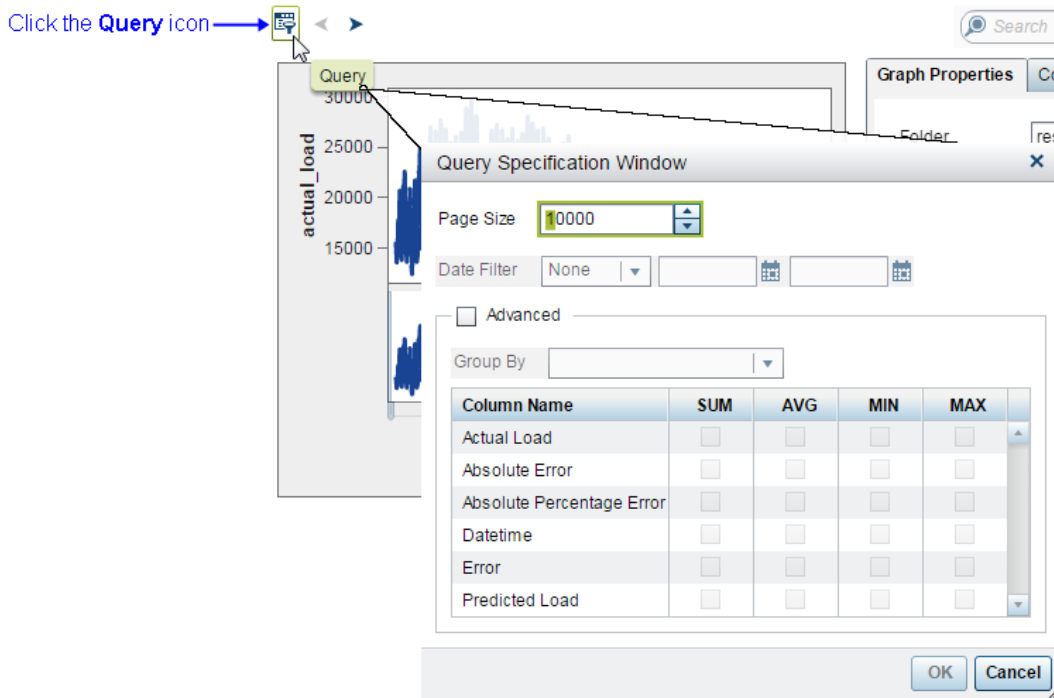 Click the Query icon
Search
Query
Graph Properties
Folder
30000
25000
20000
15000
actual_load
Query Specification Window
Page Size 10000
Date Filter None
Advanced
Group By
Column Name SUM AVG MIN MAX
Actual Load
Absolute Error
Absolute Percentage Error
Datetime
Error
Predicted Load
OK Cancel